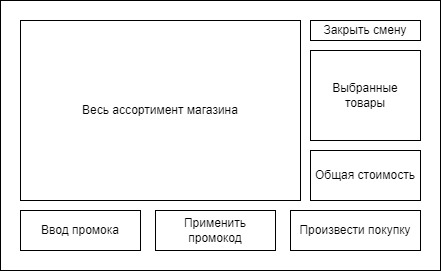 Закрыть смену
Весь ассортимент магазина
Выбранные
товары
Общая стоимость
Ввод промока
Применить
промокод
Произвести покупку